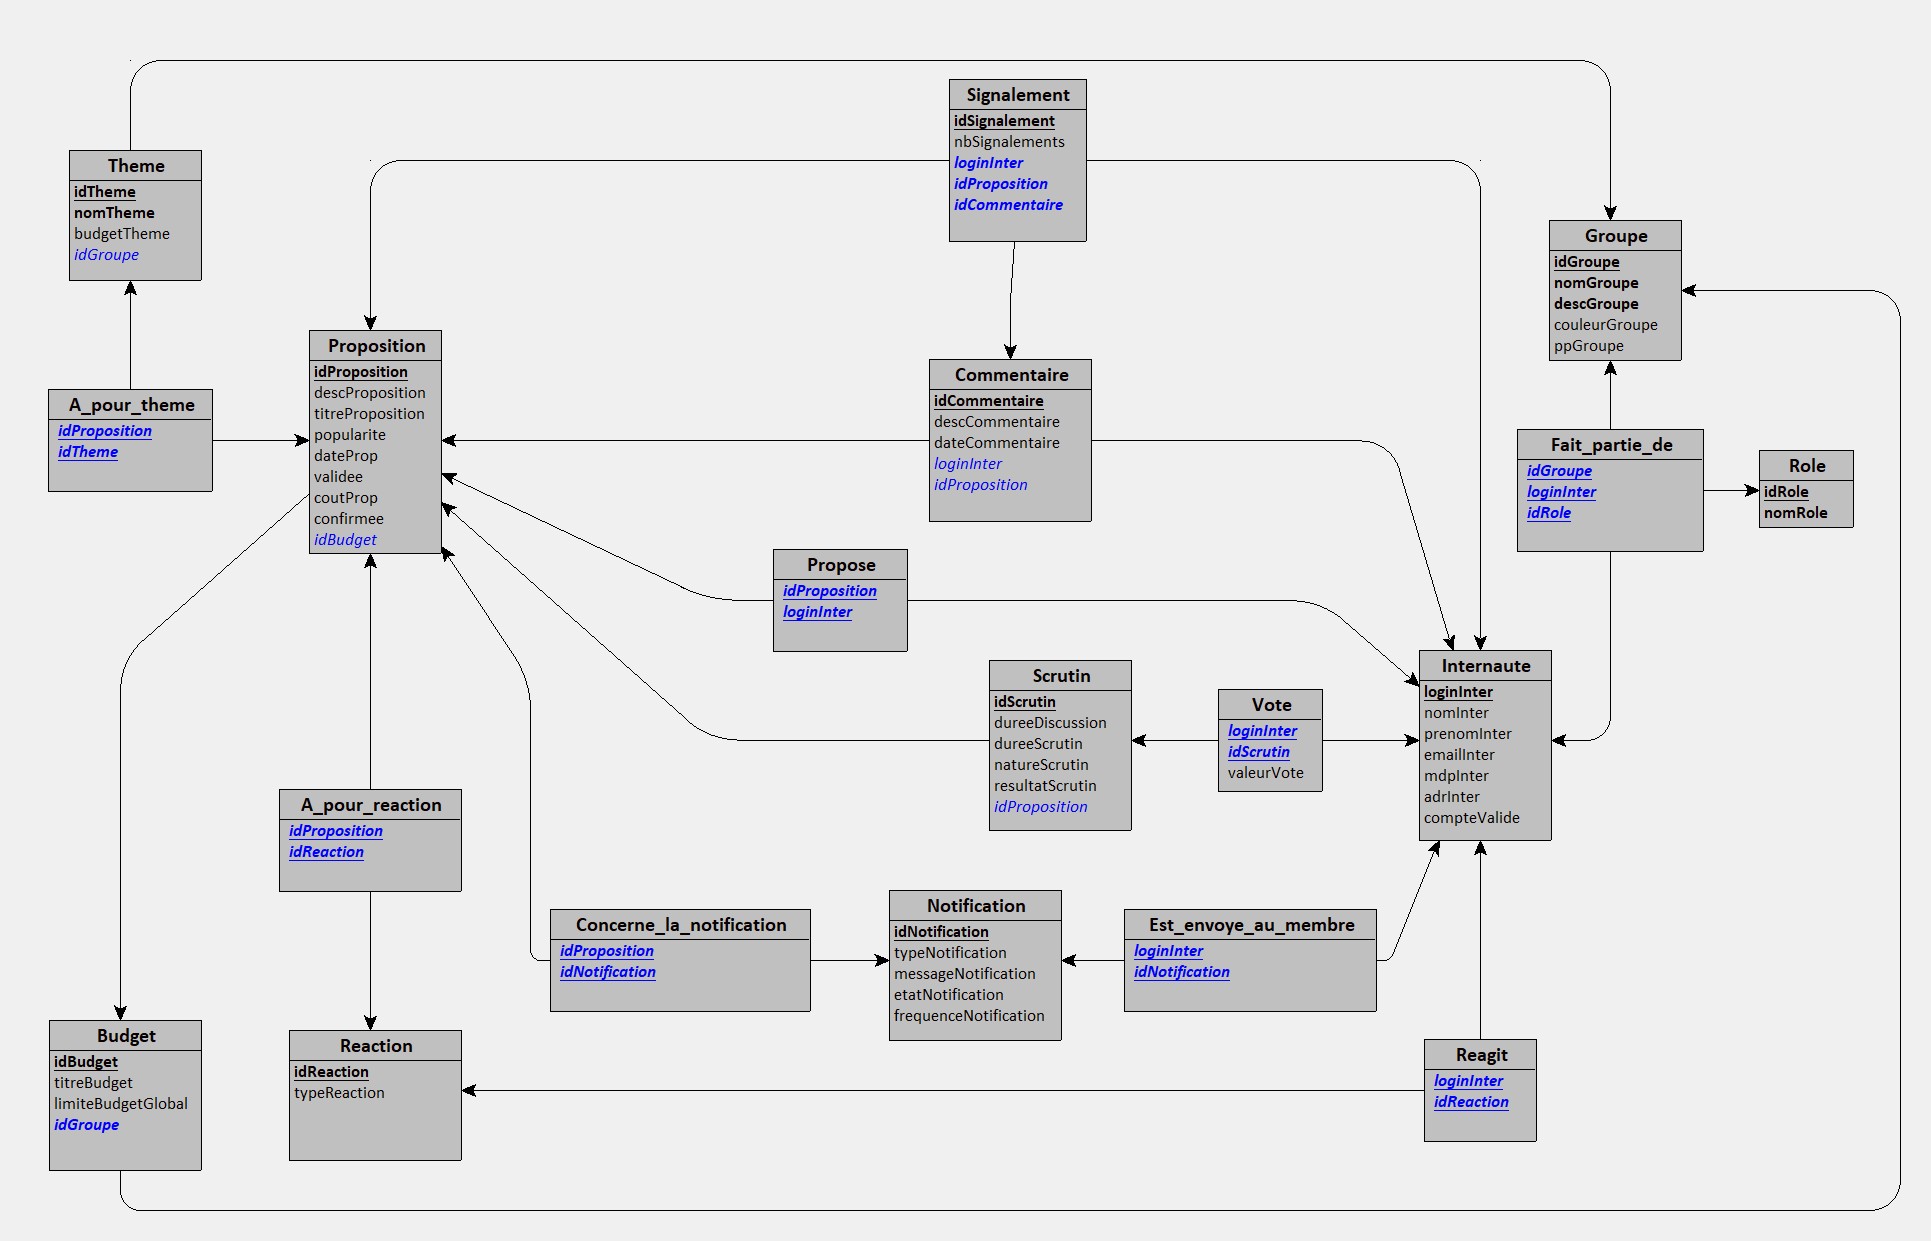 Signalement
idSignalement
nbSignalements
loginInter
idProposition
idCommentaire
Theme
idTheme
nomTheme
budgetTheme
idGroupe
Groupe
idGroupe
nomGroupe
descGroupe
couleurGroupe
ppGroupe
Proposition
idProposition
descProposition
titreProposition
popularite
dateProp
validee
coutProp
confirmee
idBudget
Commentaire
idCommentaire
descCommentaire
dateCommentaire
loginInter
idProposition
A_pour_theme
idProposition
idTheme
Fait_partie_de
idGroupe
loginInter
idRole
Role
idRole
nomRole
Propose
idProposition
loginInter
Internaute
loginInter
nomInter
prenomInter
emailInter
mdpInter
adrInter
compteValide
Scrutin
idScrutin
dureeDiscussion
dureeScrutin
natureScrutin
resultatScrutin
idProposition
Vote
loginInter
idScrutin
valeurVote
A_pour_reaction
idProposition
idReaction
Concerne_la_notification
idProposition
idNotification
Notification
idNotification
typeNotification
messageNotification
etatNotification
frequenceNotification
Est_envoye_au_membre
loginInter
idNotification
Budget
idBudget
titreBudget
limiteBudgetGlobal
idGroupe
Reaction
idReaction
typeReaction
Reagit
loginInter
idReaction